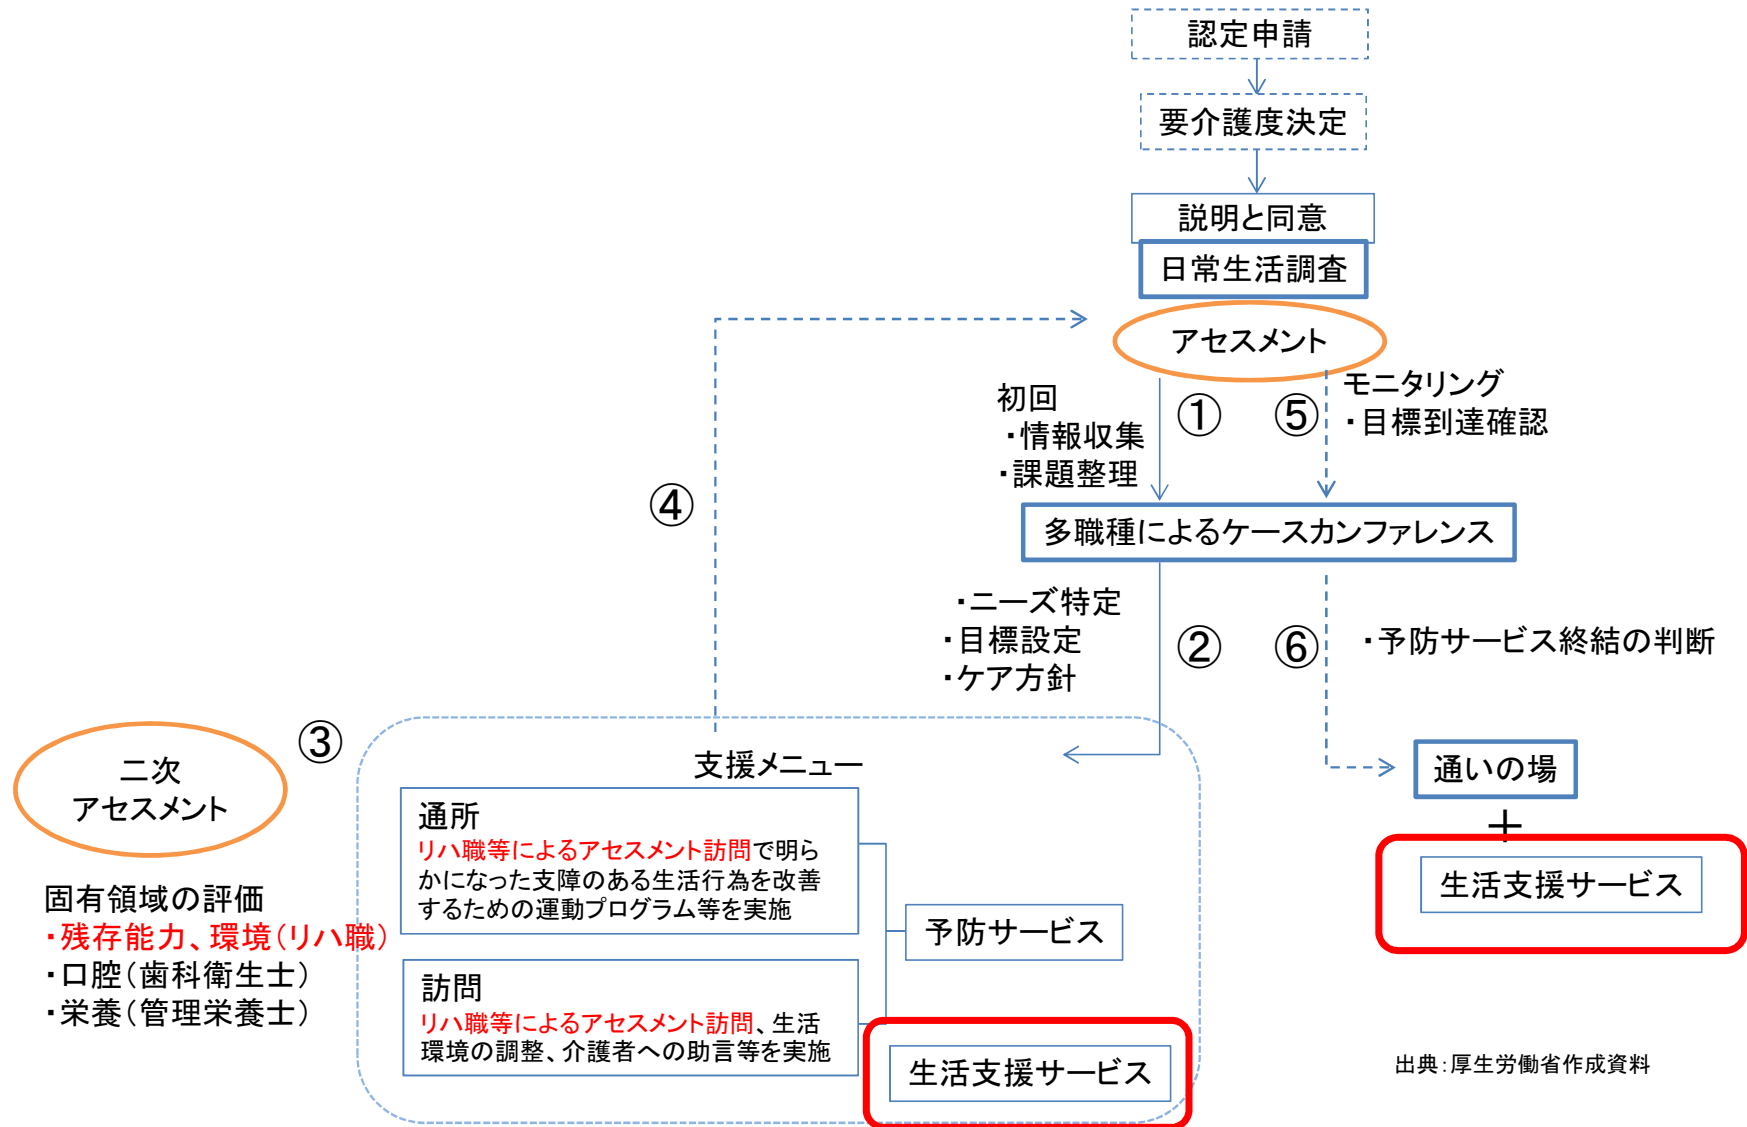 認定申請
要介護度決定
説明と同意
日常生活調査
アセスメント
初回
・情報収集
・課題整理
①
⑤
モニタリング
・目標到達確認
④
多職種によるケースカンファレンス
・ニーズ特定
・目標設定
・ケア方針
②
⑥
・予防サービス終結の判断
③
二次
アセスメント
固有領域の評価
・残存能力、環境（リハ職）
・口腔（歯科衛生士）
・栄養（管理栄養士）
支援メニュー
通所
リハ職等によるアセスメント訪問で明ら
かになった支障のある生活行為を改善
するための運動プログラム等を実施
予防サービス
訪問
リハ職等によるアセスメント訪問、生活
環境の調整、介護者への助言等を実施
生活支援サービス
通いの場
＋
生活支援サービス
出典：厚生労働省作成資料